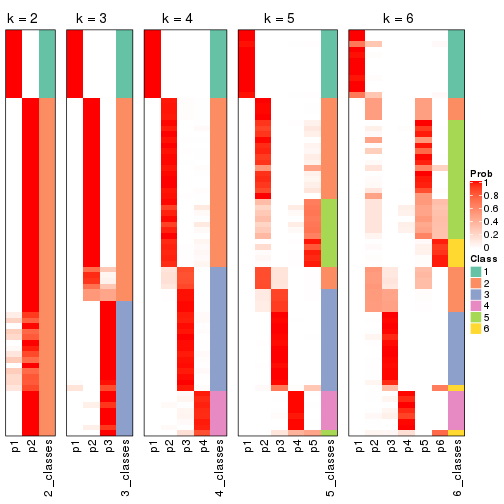 k = 2
k = 3
k = 4
k = 5
k = 6
Prob
1
0.8
0.6
0.4
0.2
0
Class
1
2
3
4
5
6
p1
p2
2_classes
p1
p2
p3
3_classes
p1
p2
p3
p4
4_classes
p1
p2
p3
p4
p5
5_classes
p1
p2
p3
p4
p5
p6
6_classes